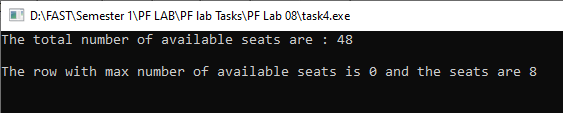 D:\FAST\Semester 1\PF LAB\PF lab Tasks\PF Lab 08\task4.exe
The total number of available seats are : 48
The row with max number of available seats is 0 and the seats are 8